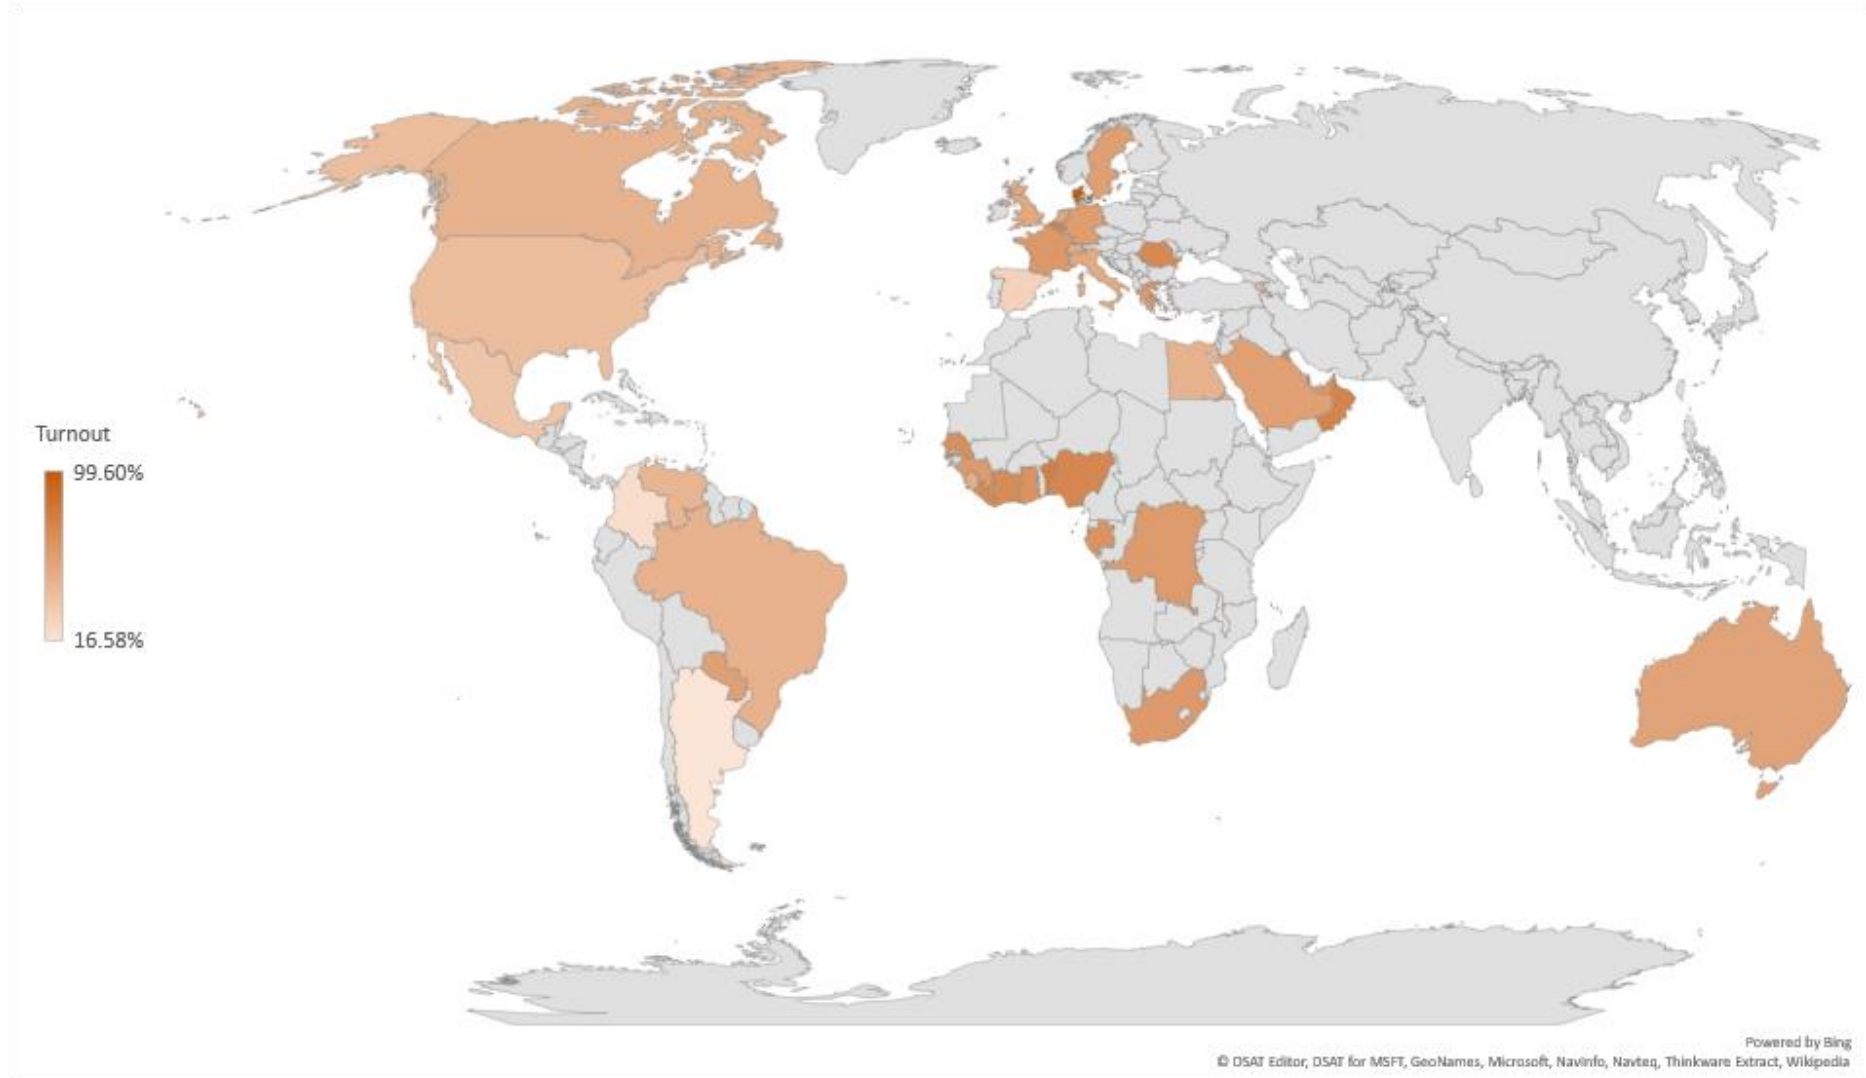 Turnout
99.60%
16.58%
Powered by Bing
© DSAT Editor, DSAT for MSFT, GeoNames, Microsoft, NavInfo, Navteq, Thinkware Extract, Wikipedia